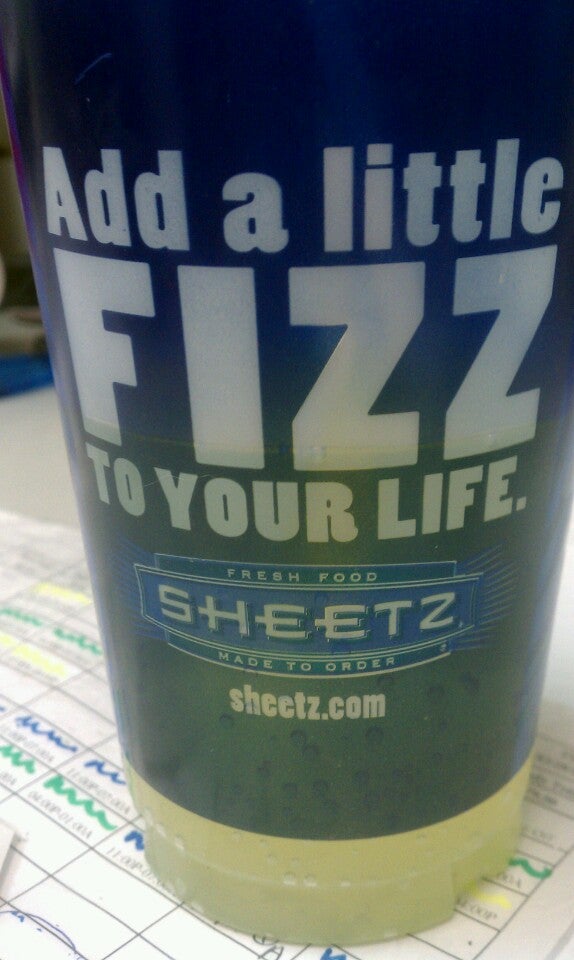 Add a little
FIZZ
TO YOUR LIFE.
FRESH FOOD
SHEETZ
MADE TO ORDER
sheetz.com